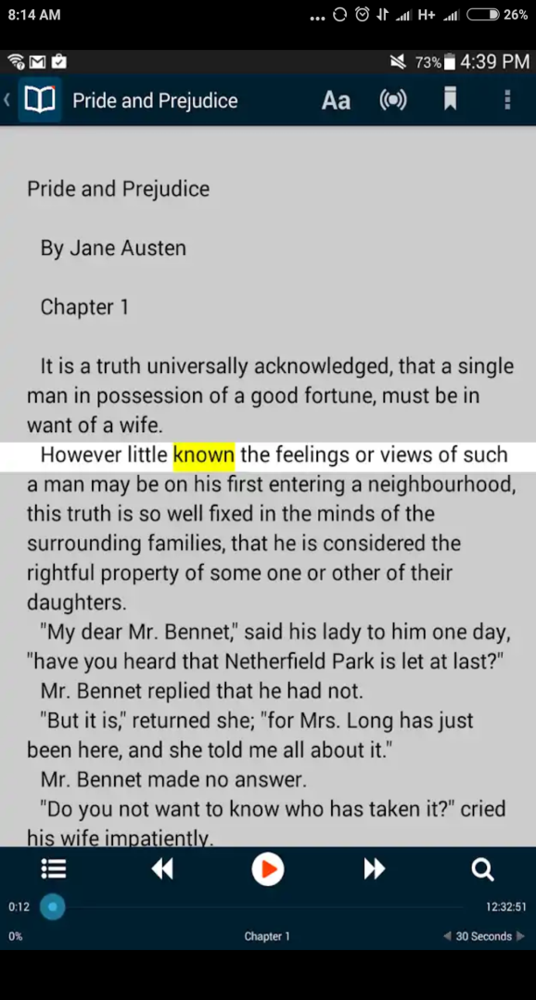 8:14 AM ... H+ 26%
73% 4:39 PM
Pride and Prejudice Aa
Pride and Prejudice
By Jane Austen
Chapter 1
It is a truth universally acknowledged, that a single
man in possession of a good fortune, must be in
want of a wife.
However little known the feelings or views of such
a man may be on his first entering a neighbourhood,
this truth is so well fixed in the minds of the
surrounding families, that he is considered the
rightful property of some one or other of their
daughters.
"My dear Mr. Bennet," said his lady to him one day,
"have you heard that Netherfield Park is let at last?"
Mr. Bennet replied that he had not.
"But it is," returned she; "for Mrs. Long has just
been here, and she told me all about it."
Mr. Bennet made no answer.
"Do you not want to know who has taken it?" cried
his wife impatiently.
0:12 12:32:51
0% Chapter 1 30 Seconds